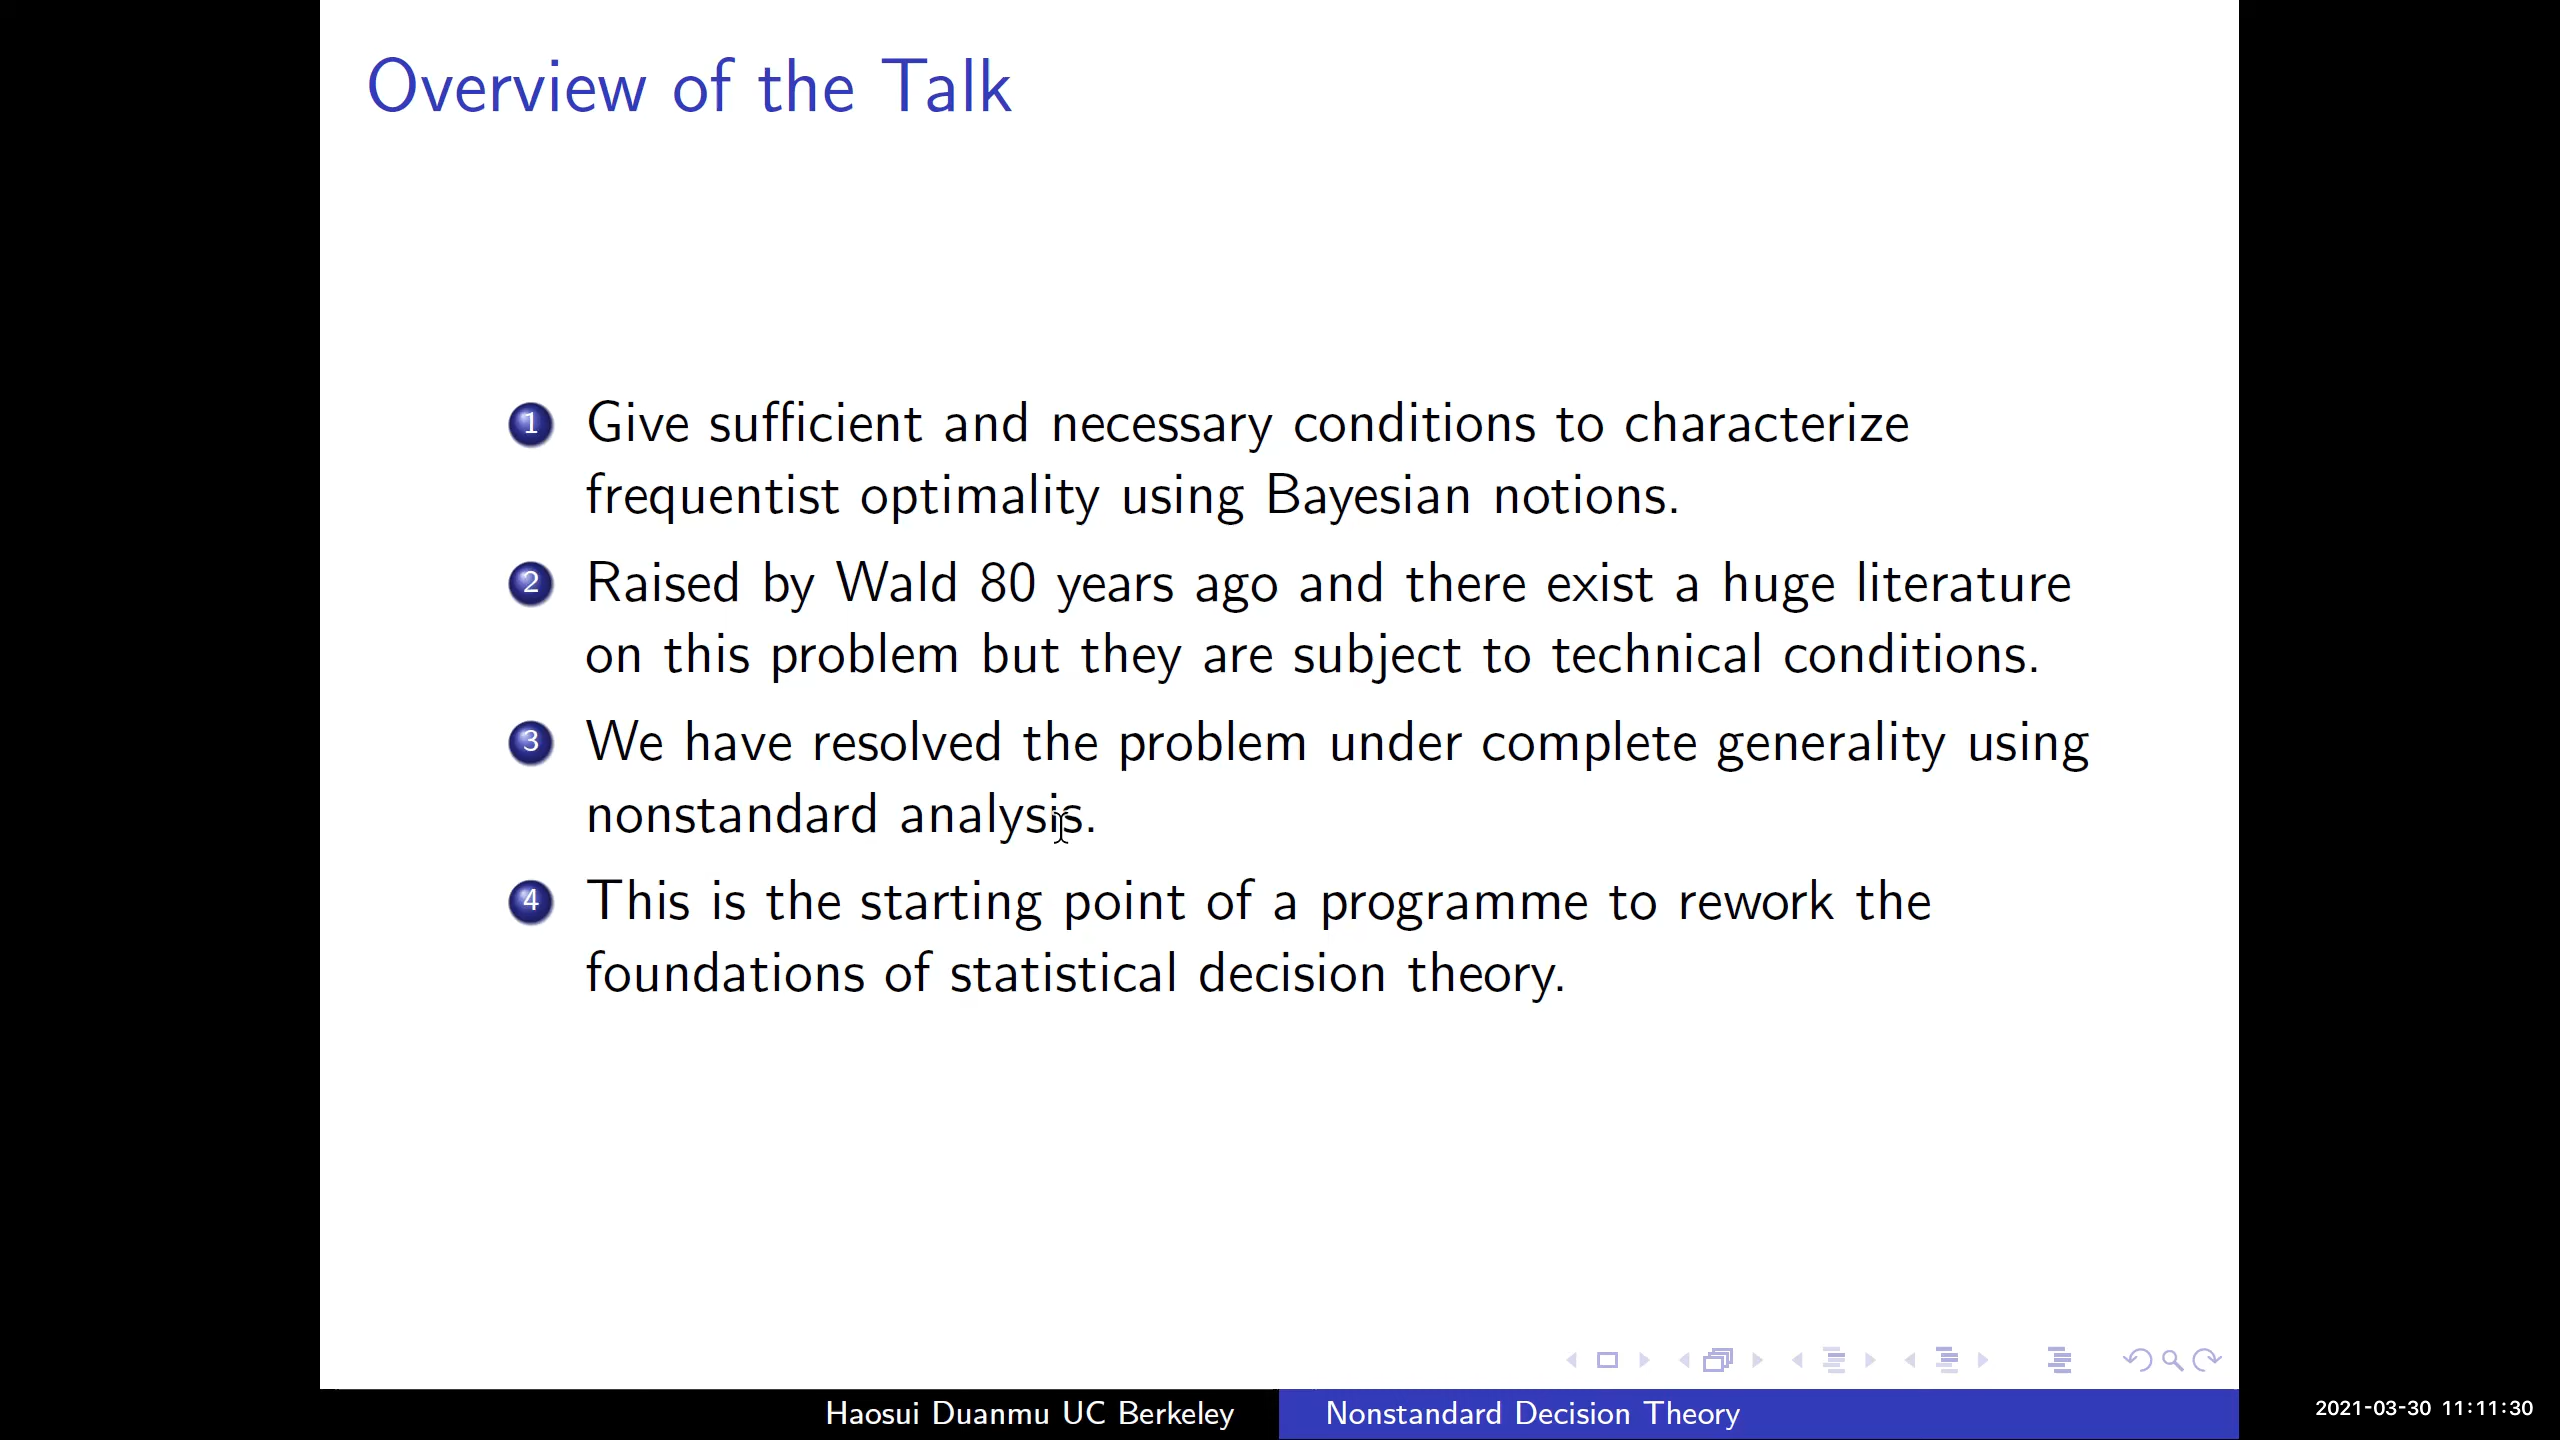 Overview of the Talk
1 Give sufficient and necessary conditions to characterize
frequentist optimality using Bayesian notions.
2 Raised by Wald 80 years ago and there exist a huge literature
on this problem but they are subject to technical conditions.
3 We have resolved the problem under complete generality using
nonstandard analysis.
4 This is the starting point of a programme to rework the
foundations of statistical decision theory.
Haosui Duanmu UC Berkeley
Nonstandard Decision Theory
2021-03-30 11:11:30